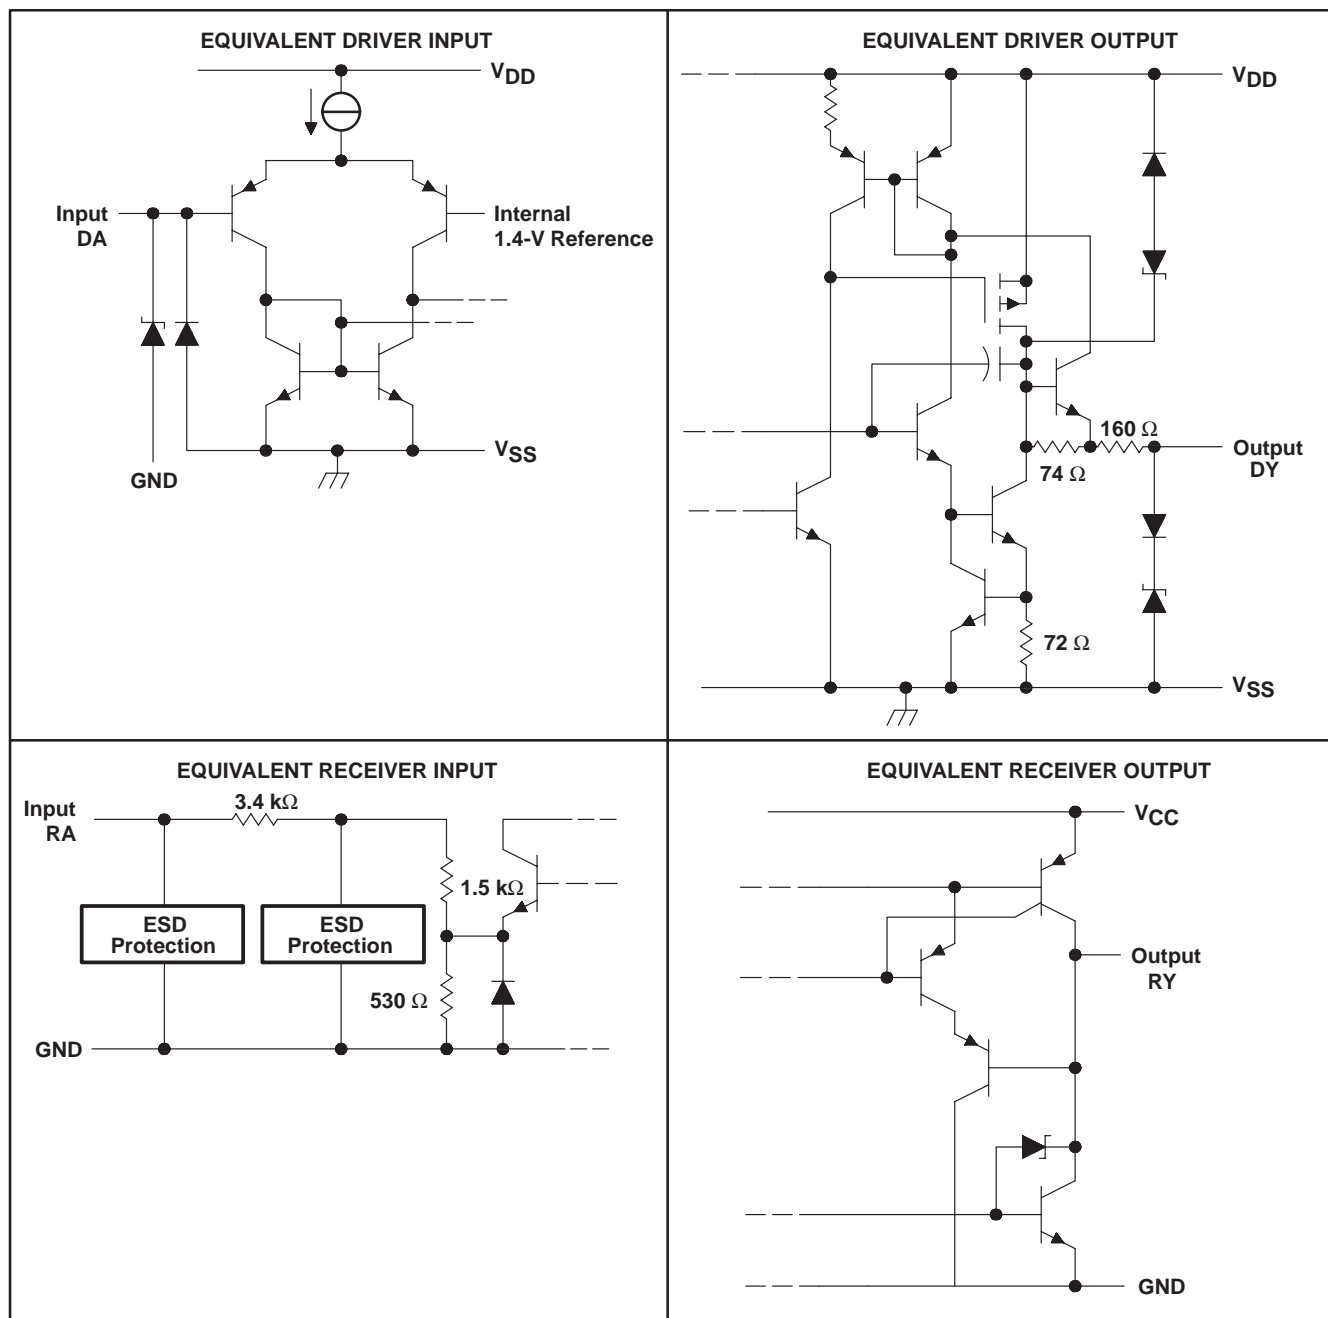 EQUIVALENT DRIVER INPUT
VDD
Input
DA
Internal
1.4-V Reference
GND
VSS
EQUIVALENT DRIVER OUTPUT
VDD
160 Ω
74 Ω
Output
DY
72 Ω
VSS
EQUIVALENT RECEIVER INPUT
Input
RA
3.4 kΩ
1.5 kΩ
ESD
Protection
ESD
Protection
530 Ω
GND
EQUIVALENT RECEIVER OUTPUT
VCC
Output
RY
GND